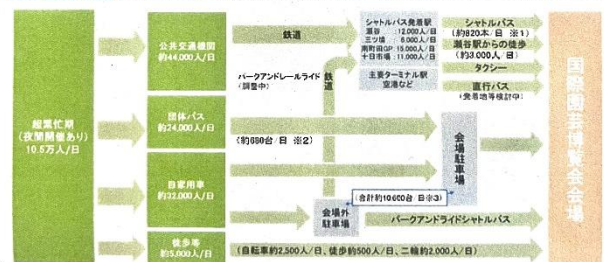 超繁忙期
(夜間開催あり)
10.5万人/日
公共交通機関
約44,000人/日
団体バス
約24,000人/日
自家用車
約32,000人/日
徒歩等
約5,000人/日
鉄道
パークアンドレールライド
(調整中)
鉄道
(約680台/日 ※2)
シャトルバス発着駅
瀬谷 :12,000人/日
三ツ境 :6,000人/日
南町田GP:15,000人/日
十日市場:11,000人/日
主要ターミナル駅
空港など
シャトルバス
(約820本/日 ※1)
瀬谷駅からの徒歩
(約3,000人/日)
タクシー
直行バス
(発着地等検討中)
会場駐車場
(合計約10,600台/日※3)
会場外
駐車場
パークアンドライドシャトルバス
(自転車約2,500人/日、徒歩約500人/日、二輪約2,000人/日)
国際園芸博覧会会場